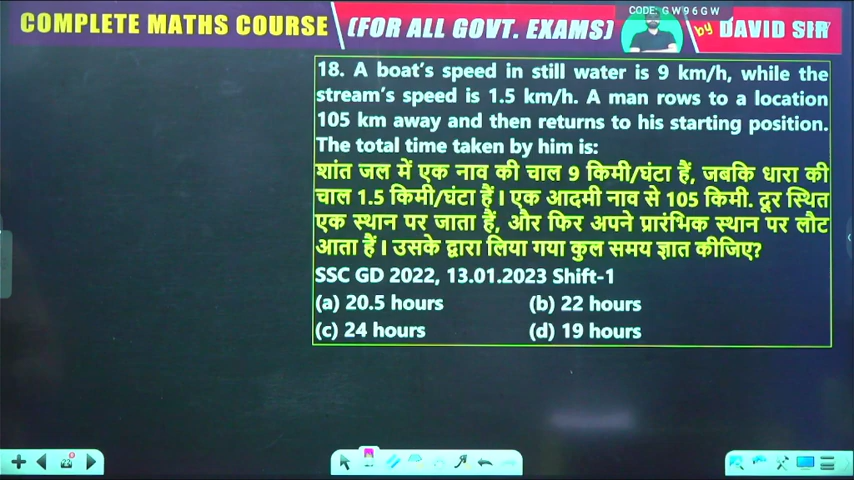 COMPLETE MATHS COURSE (FOR ALL GOVT. EXAMS) by DAVID SIR
CODE: GW96GW
18. A boat's speed in still water is 9 km/h, while the
stream's speed is 1.5 km/h. A man rows to a location
105 km away and then returns to his starting position.
The total time taken by him is:
शांत जल में एक नाव की चाल 9 किमी/घंटा हैं, जबकि धारा की
चाल 1.5 किमी/घंटा हैं। एक आदमी नाव से 105 किमी. दूर स्थित
एक स्थान पर जाता हैं, और फिर अपने प्रारंभिक स्थान पर लौट
आता हैं। उसके द्वारा लिया गया कुल समय ज्ञात कीजिए?
SSC GD 2022, 13.01.2023 Shift-1
(a) 20.5 hours (b) 22 hours
(c) 24 hours (d) 19 hours